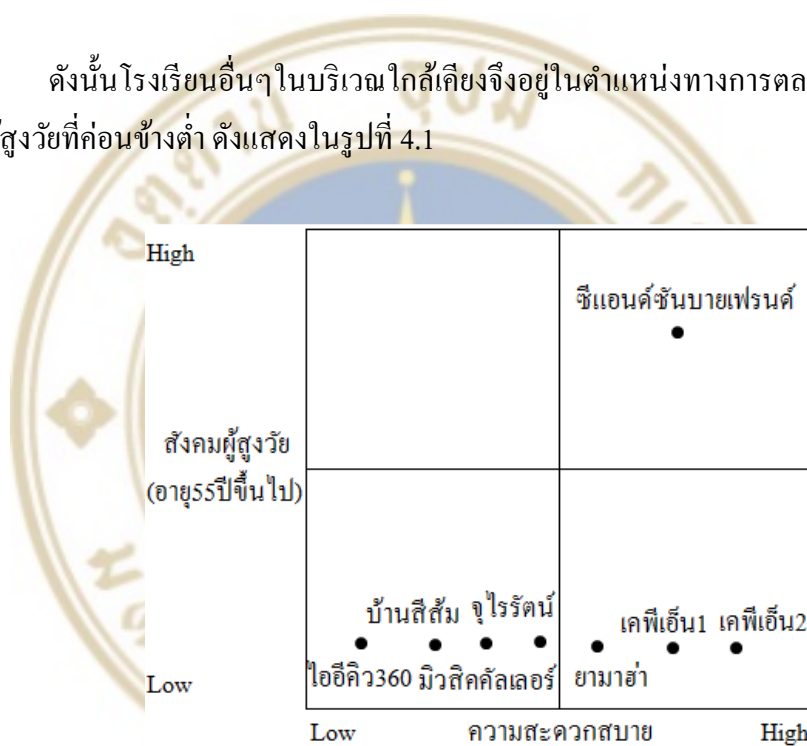 ดังนั้นโรงเรียนอื่นๆในบริเวณใกล้เคียงจึงอยู่ในตำแหน่งทางการตล
สูงวัยที่ค่อนข้างต่ำ ดังแสดงในรูปที่ 4.1
High
ซีแอนด์ซันบายเฟรนด์
สังคมผู้สูงวัย
(อายุ55ปีขึ้นไป)
บ้านสีส้ม จุไรรัตน์ เคพีเอ็น1 เคพีเอ็น2
ไออีคิว360 มิวสิคคัลเลอร์ ยามาฮ่า
Low
Low ความสะดวกสบาย High